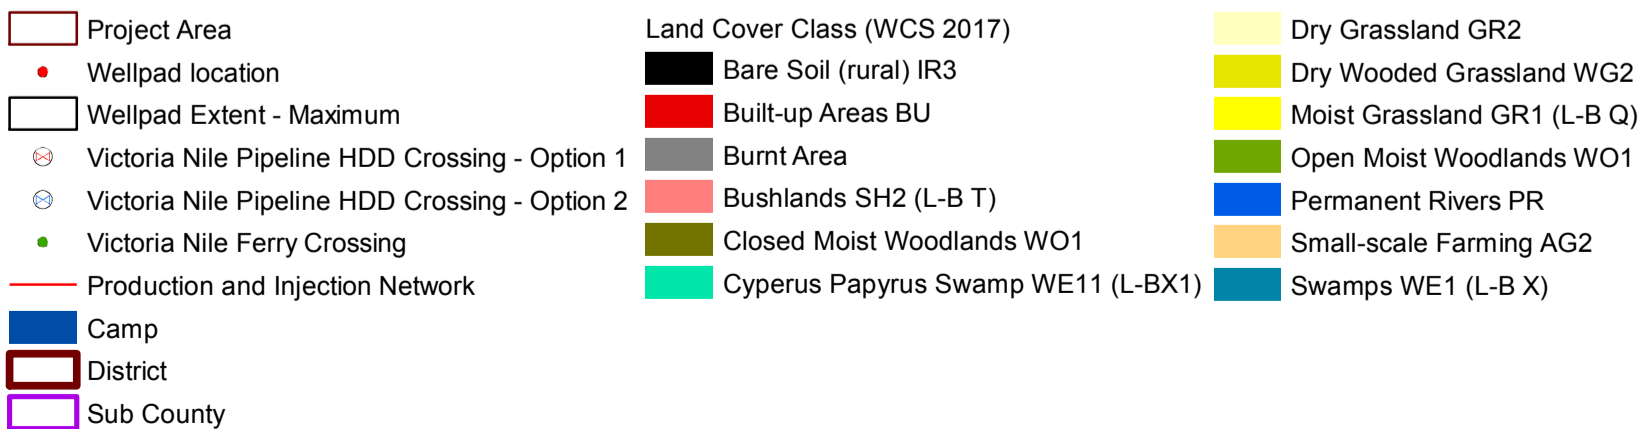 Project Area
Wellpad location
Wellpad Extent - Maximum
Victoria Nile Pipeline HDD Crossing - Option 1
Victoria Nile Pipeline HDD Crossing - Option 2
Victoria Nile Ferry Crossing
Production and Injection Network
Camp
District
Sub County
Land Cover Class (WCS 2017)
Bare Soil (rural) IR3
Built-up Areas BU
Burnt Area
Bushlands SH2 (L-B T)
Closed Moist Woodlands WO1
Cyperus Papyrus Swamp WE11 (L-BX1)
Dry Grassland GR2
Dry Wooded Grassland WG2
Moist Grassland GR1 (L-B Q)
Open Moist Woodlands WO1
Permanent Rivers PR
Small-scale Farming AG2
Swamps WE1 (L-B X)